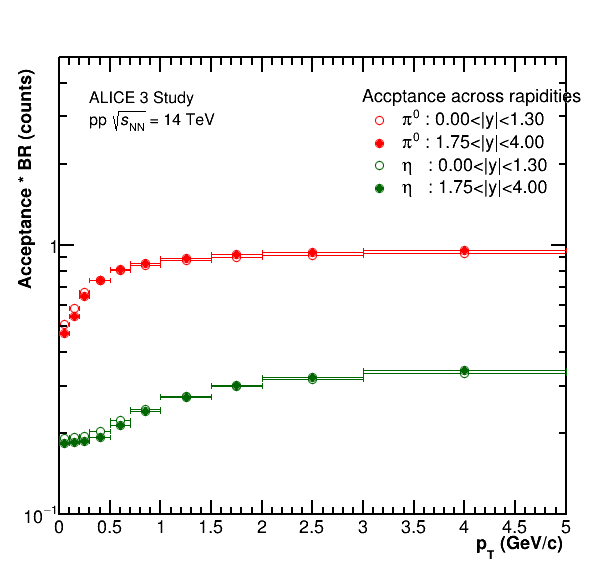 Acceptance * BR (counts)
ALICE 3 Study
pp √sNN = 14 TeV
Accptance across rapidities
π0 : 0.00<|y|<1.30
π0 : 1.75<|y|<4.00
η : 0.00<|y|<1.30
η : 1.75<|y|<4.00
1
10−1
0 0.5 1 1.5 2 2.5 3 3.5 4 4.5 5
pT (GeV/c)